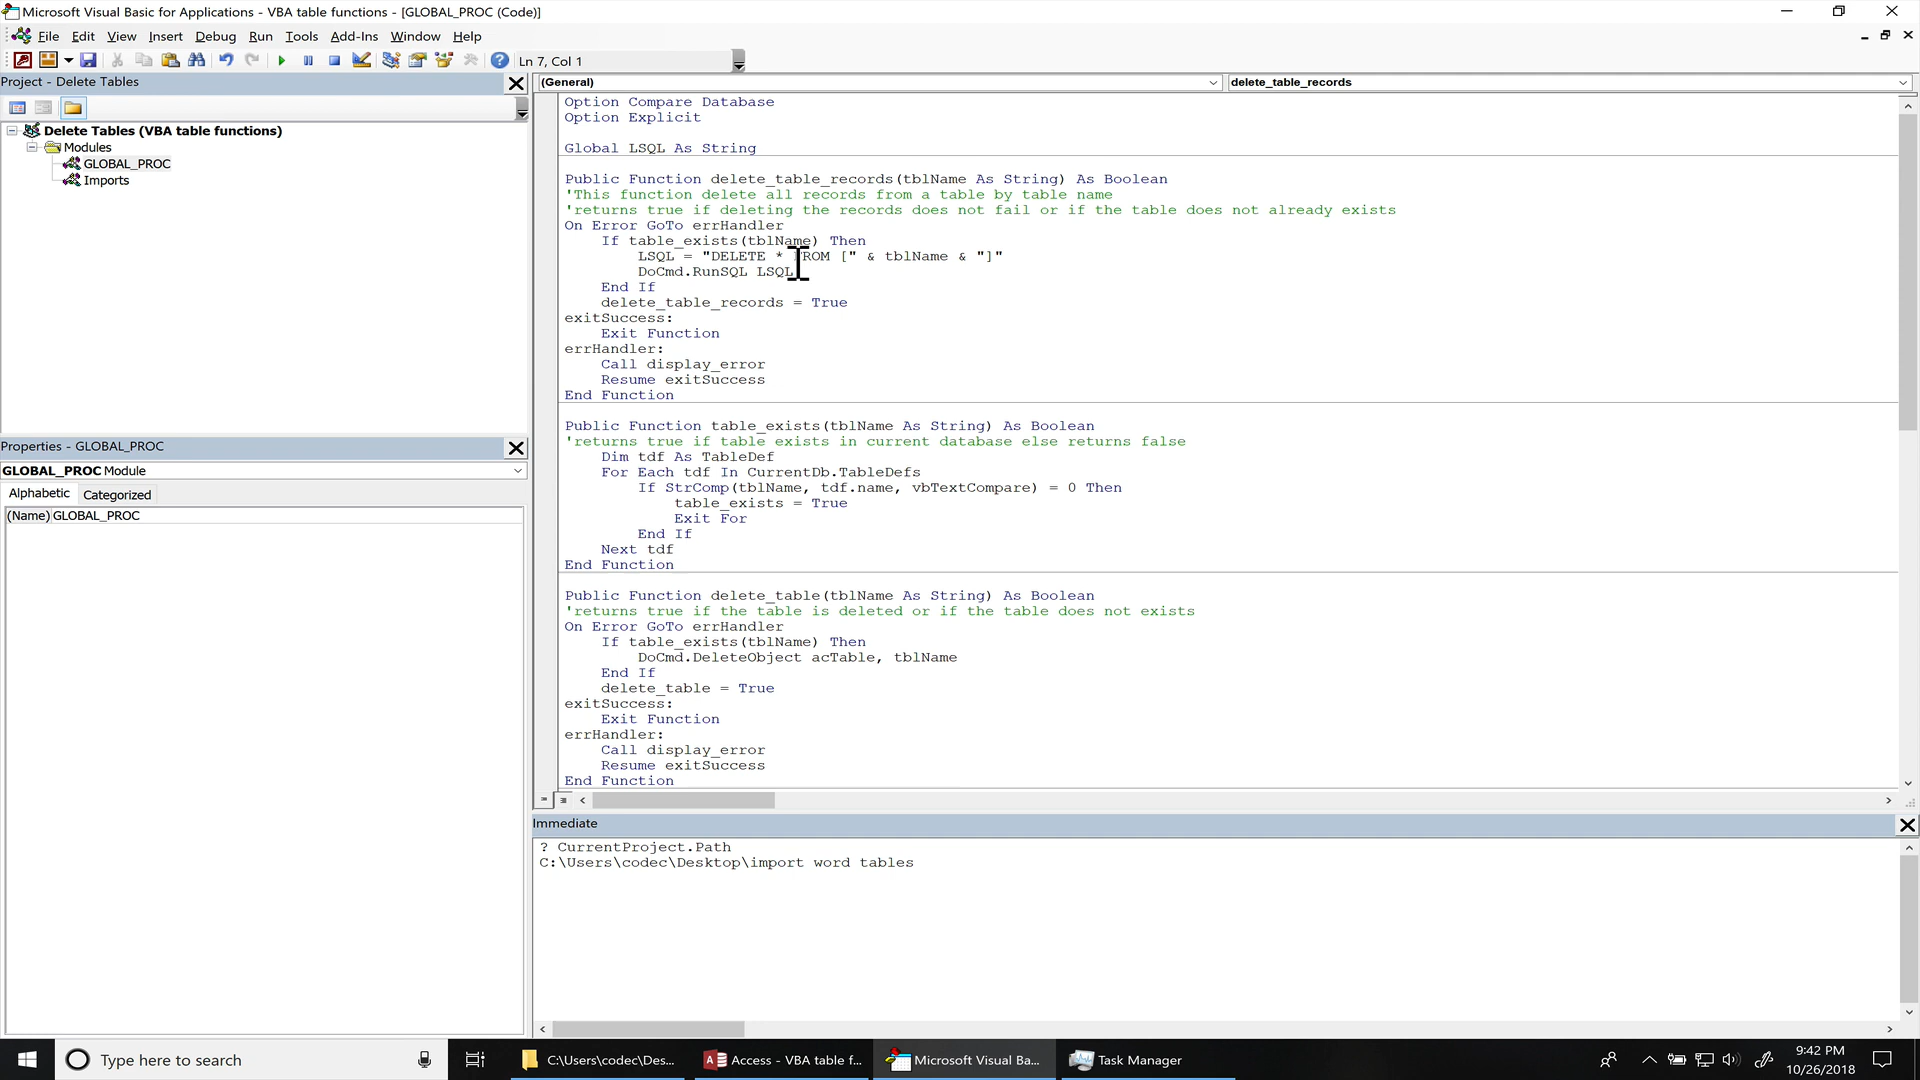 Microsoft Visual Basic for Applications - VBA table functions - [GLOBAL_PROC (Code)]
File Edit View Insert Debug Run Tools Add-Ins Window Help
Ln 7, Col 1
Project - Delete Tables
Delete Tables (VBA table functions)
Modules
GLOBAL_PROC
Imports
Properties - GLOBAL_PROC
GLOBAL_PROC Module
Alphabetic Categorized
(Name) GLOBAL_PROC
(General) delete_table_records
Option Compare Database
Option Explicit
Global LSQL As String
Public Function delete_table_records(tblName As String) As Boolean
'This function delete all records from a table by table name
'returns true if deleting the records does not fail or if the table does not already exists
On Error GoTo errHandler
If table_exists(tblName) Then
LSQL = "DELETE * FROM [" & tblName & "]"
DoCmd.RunSQL LSQL
End If
delete_table_records = True
exitSuccess:
Exit Function
errHandler:
Call display_error
Resume exitSuccess
End Function
Public Function table_exists(tblName As String) As Boolean
'returns true if table exists in current database else returns false
Dim tdf As TableDef
For Each tdf In CurrentDb.TableDefs
If StrComp(tblName, tdf.name, vbTextCompare) = 0 Then
table_exists = True
Exit For
End If
Next tdf
End Function
Public Function delete_table(tblName As String) As Boolean
'returns true if the table is deleted or if the table does not exists
On Error GoTo errHandler
If table_exists(tblName) Then
DoCmd.DeleteObject acTable, tblName
End If
delete_table = True
exitSuccess:
Exit Function
errHandler:
Call display_error
Resume exitSuccess
End Function
Immediate
? CurrentProject.Path
C:\Users\codec\Desktop\import word tables
Type here to search
C:\Users\codec\Des...
Access - VBA table f...
Microsoft Visual Ba...
Task Manager
9:42 PM
10/26/2018